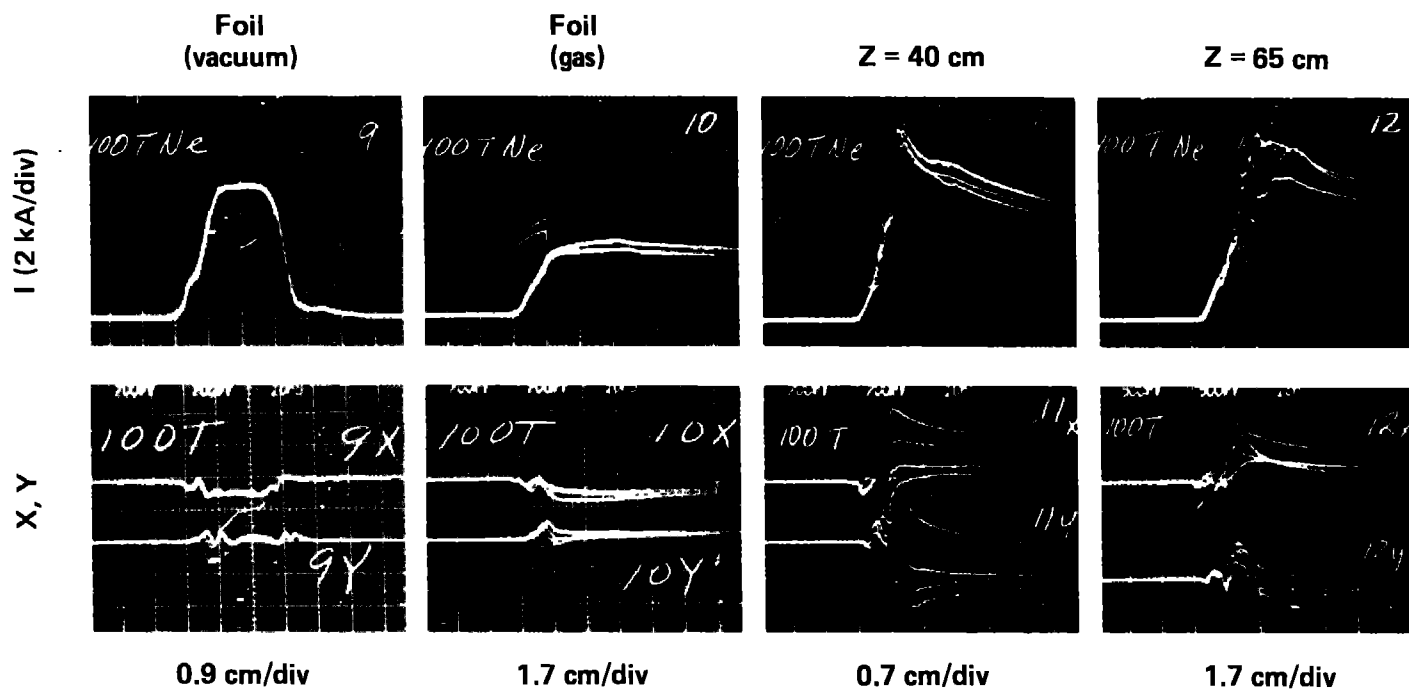 Foil
(vacuum)
Foil
(gas)
Z = 40 cm
Z = 65 cm
I (2 kA/div)
100T Ne 9
100T Ne 10
100T Ne
100T Ne 12
X, Y
100T 9X
9Y
100T 10X
10Y
100T 11x
11y
100T 12x
12y
0.9 cm/div
1.7 cm/div
0.7 cm/div
1.7 cm/div